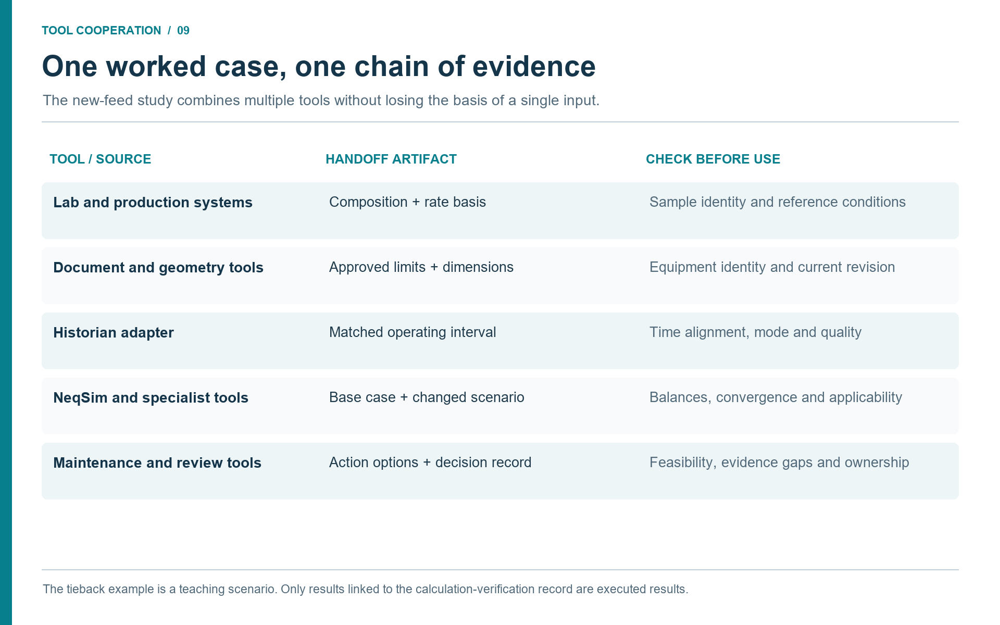 TOOL COOPERATION / 09
One worked case, one chain of evidence
The new-feed study combines multiple tools without losing the basis of a single input.
TOOL / SOURCE
HANDOFF ARTIFACT
CHECK BEFORE USE
Lab and production systems
Composition + rate basis
Sample identity and reference conditions
Document and geometry tools
Approved limits + dimensions
Equipment identity and current revision
Historian adapter
Matched operating interval
Time alignment, mode and quality
NeqSim and specialist tools
Base case + changed scenario
Balances, convergence and applicability
Maintenance and review tools
Action options + decision record
Feasibility, evidence gaps and ownership
The tieback example is a teaching scenario. Only results linked to the calculation-verification record are executed results.